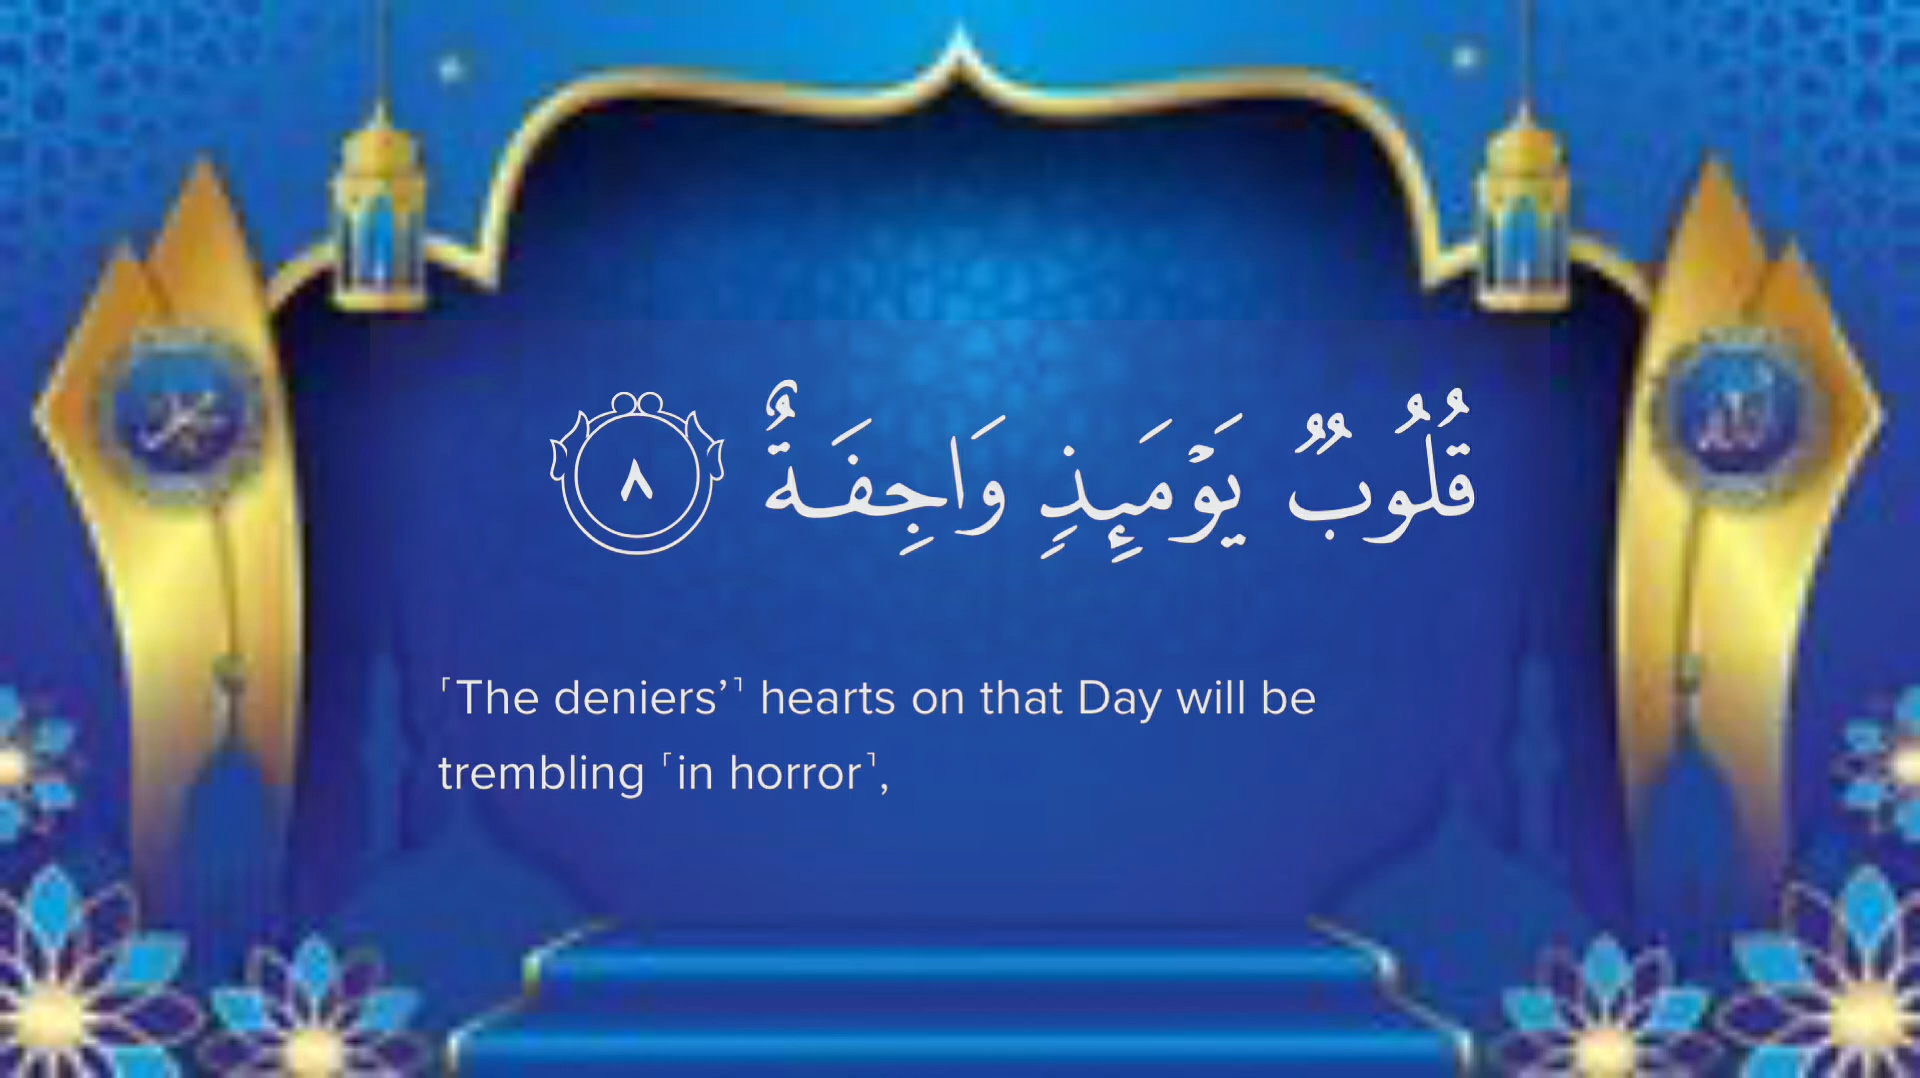 قُلُوبٌ يَوْمَئِذٍ وَاجِفَةٌ ٨
⸢The deniers’⸣ hearts on that Day will be
trembling ⸢in horror⸣,